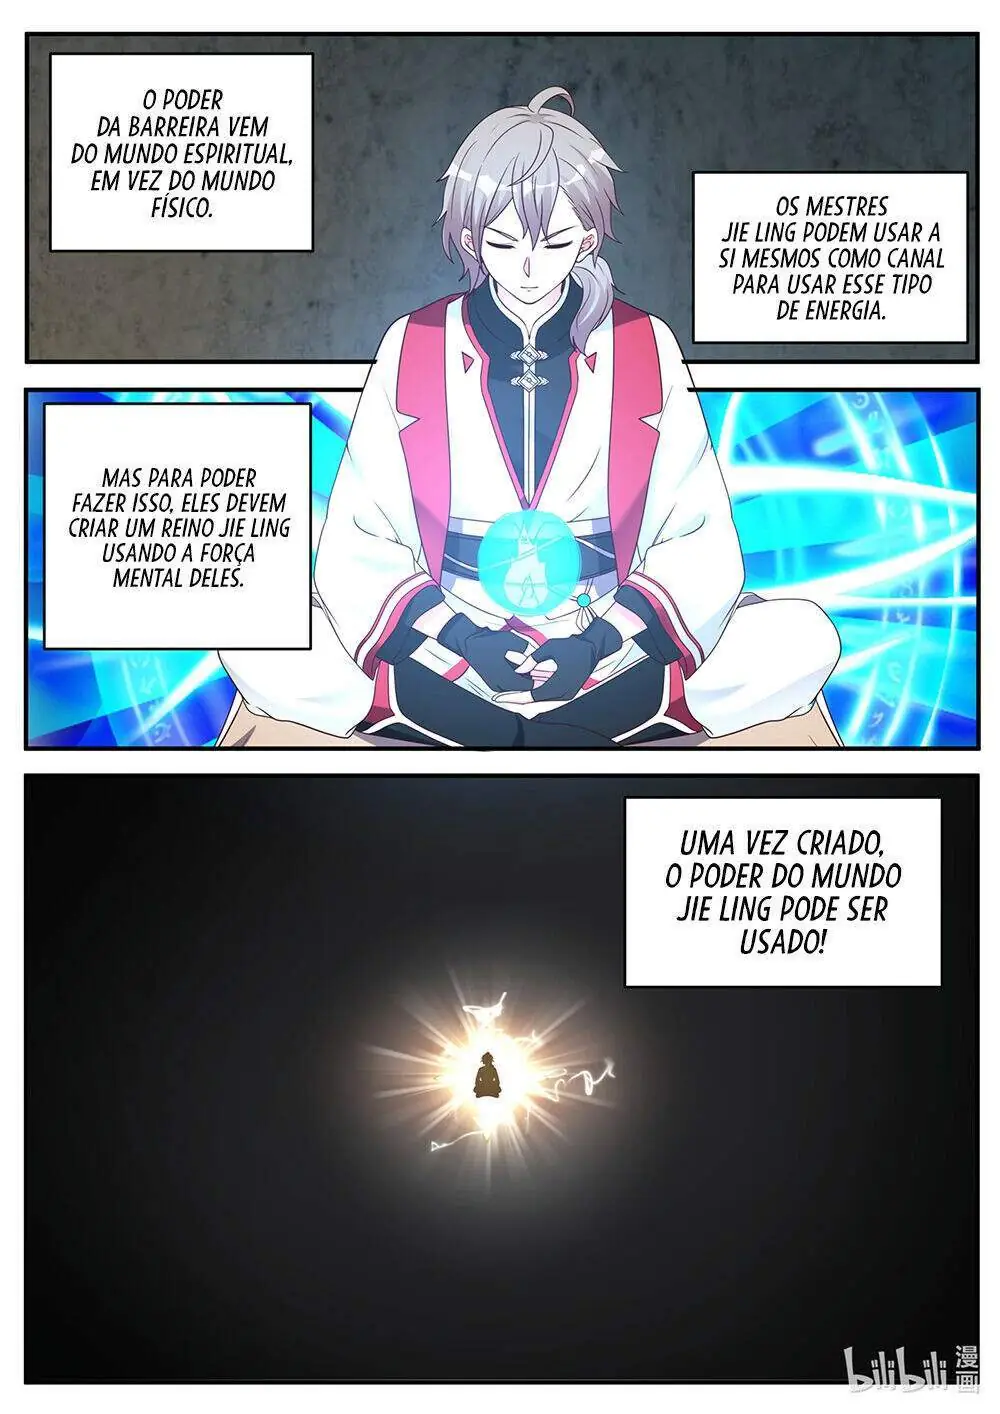 O PODER
DA BARREIRA VEM
DO MUNDO ESPIRITUAL,
EM VEZ DO MUNDO
FÍSICO.
OS MESTRES
JIE LING PODEM USAR A
SI MESMOS COMO CANAL
PARA USAR ESSE TIPO
DE ENERGIA.
MAS PARA PODER
FAZER ISSO, ELES DEVEM
CRIAR UM REINO JIE LING
USANDO A FORÇA
MENTAL DELES.
UMA VEZ CRIADO,
O PODER DO MUNDO
JIE LING PODE SER
USADO!
bilibili 漫画